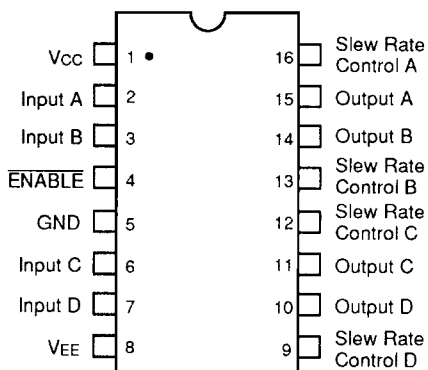 Vcc 1 16 Slew Rate
Control A
Input A 2 15 Output A
Input B 3 14 Output B
ENABLE 4 13 Slew Rate
Control B
GND 5 12 Slew Rate
Control C
Input C 6 11 Output C
Input D 7 10 Output D
VEE 8 9 Slew Rate
Control D